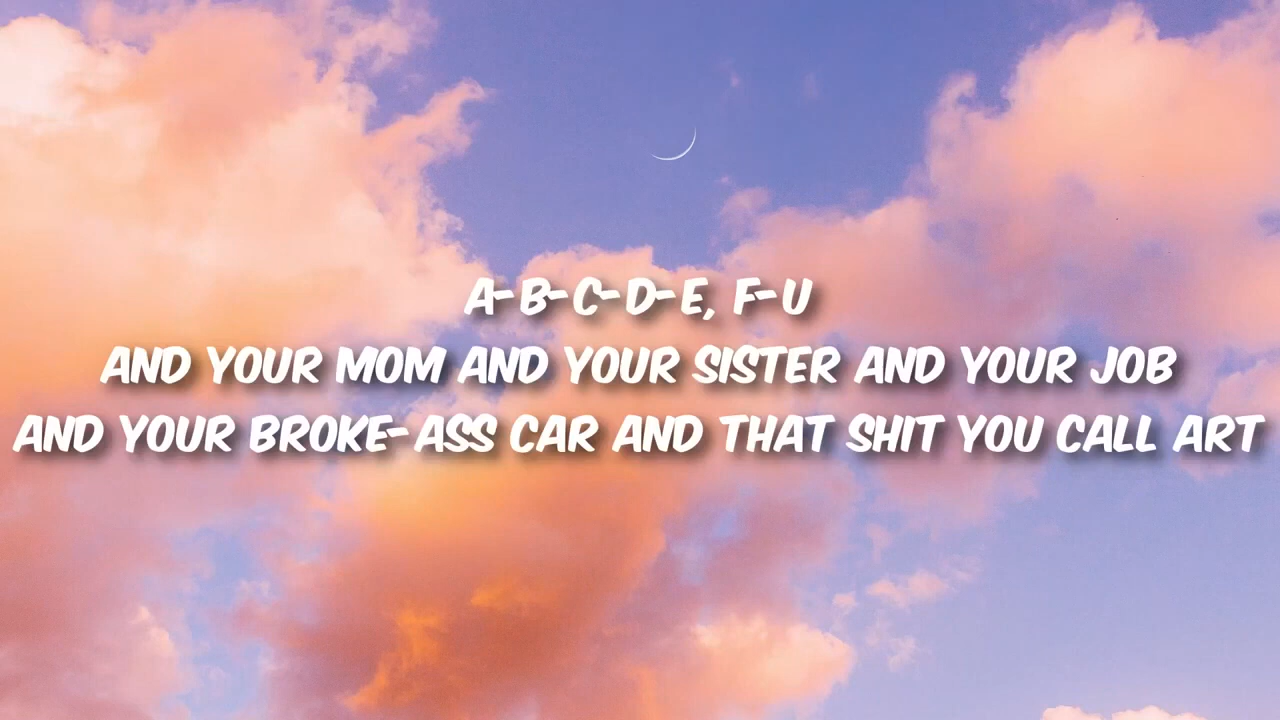 A-B-C-D-E, F-U
AND YOUR MOM AND YOUR SISTER AND YOUR JOB
AND YOUR BROKE-ASS CAR AND THAT SHIT YOU CALL ART